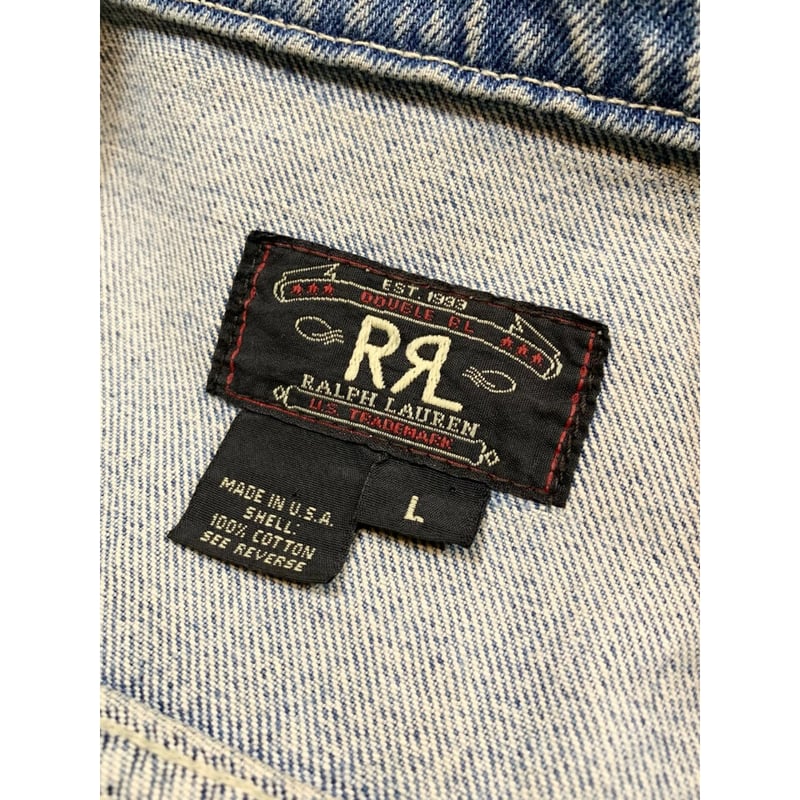 EST. 1993
DOUBLE RL
RRL
RALPH LAUREN
U.S. TRADEMARK
L
MADE IN U.S.A.
SHELL:
100% COTTON
SEE REVERSE